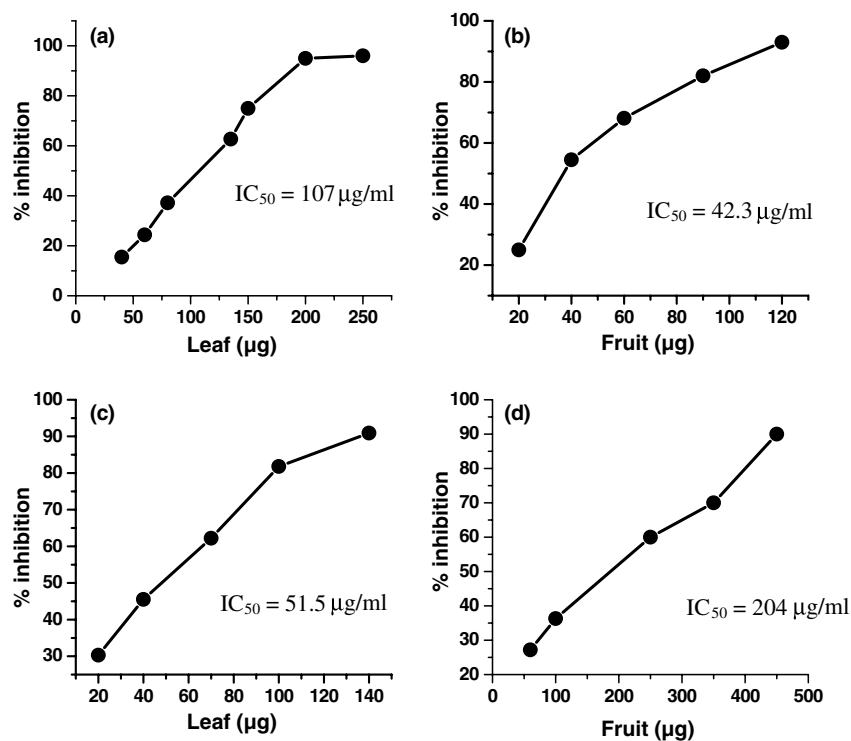 (a)
100
80
60
40
20
0
% inhibition
IC50 = 107 µg/ml
0 50 100 150 200 250
Leaf (µg)
(b)
100
80
60
40
20
% inhibition
IC50 = 42.3 µg/ml
20 40 60 80 100 120
Fruit (µg)
(c)
100
90
80
70
60
50
40
30
% inhibition
IC50 = 51.5 µg/ml
20 40 60 80 100 120 140
Leaf (µg)
(d)
100
90
80
70
60
50
40
30
20
% inhibition
IC50 = 204 µg/ml
0 100 200 300 400 500
Fruit (µg)